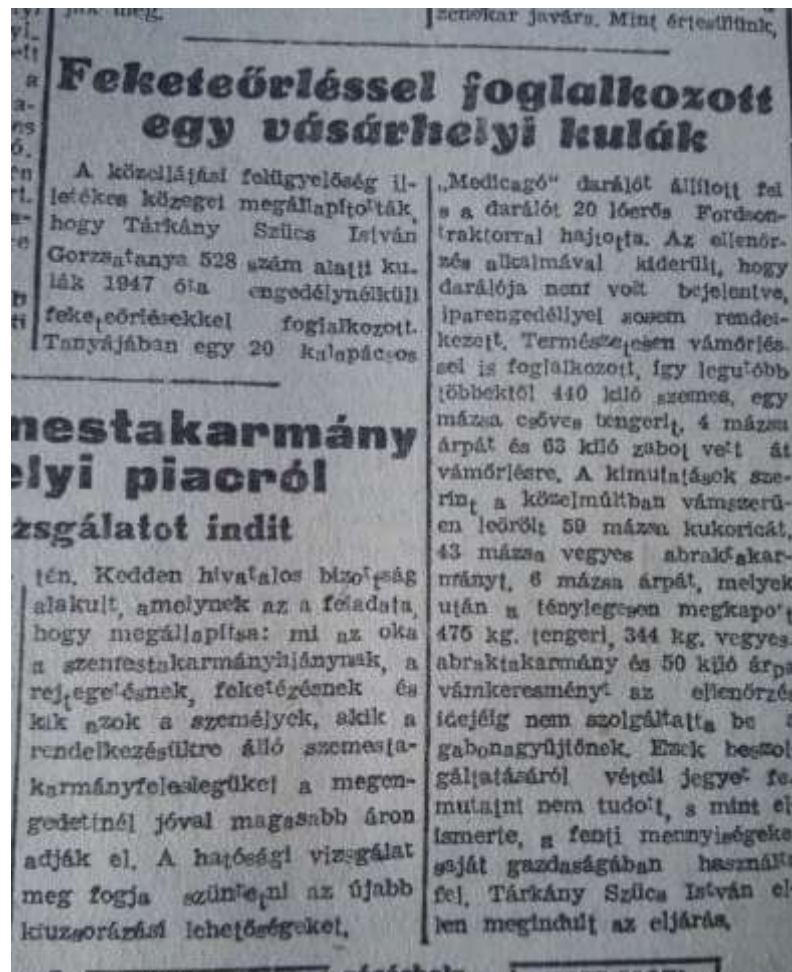 zenekar javára. Mint értesülünk,
Feketeőrléssel foglalkozott
egy vásárhelyi kulák
A közellátási felügyelőség il-
letékes közegei megállapították,
hogy Tárkány Szücs István
Gorzsatanya 528 szám alatti ku-
lák 1947 óta engedélynélküli
feketeőrlésekkel foglalkozott.
Tanyájában egy 20 kalapácsos
„Medicagó" darálót állított fel
s a darálót 20 lóerős Fordson-
traktorral hajtotta. Az ellenőr-
zés alkalmával kiderült, hogy
darálója nem volt bejelentve,
iparengedéllyel sosem rendel-
kezett. Természetesen vámőrlés-
sel is foglalkozott, így legutóbb
többektől 440 kiló szemes, egy
mázsa csöves tengerit, 4 mázsa
árpát és 63 kiló zabot vett át
vámőrlésre. A kimutatások sze-
rint a közelmúltban vámszerű-
en leőrölt 59 mázsa kukoricát,
43 mázsa vegyes abraktakar-
mányt, 6 mázsa árpát, melyek
után a ténylegesen megkapott
475 kg. tengeri, 344 kg. vegyes
abraktakarmány és 50 kiló árpa
vámkeresményt az ellenőrzés
idejéig nem szolgáltatta be a
gabonagyüjtőnek. Ezek beszol
gáltatásáról vételi jegyet fe
mutatni nem tudott, s mint el
ismerte, a fenti mennyiségeke
saját gazdaságában használt
fel. Tárkány Szücs István el-
len megindult az eljárás.
mestakarmány
elyi piacról
zsgálatot indit
tén. Kedden hivatalos bizottság
alakult, amelynek az a feladata,
hogy megállapítsa: mi az oka
a szemestakarmányhiánynak, a
rejtegetésnek, feketézésnek és
kik azok a személyek, akik a
rendelkezésükre álló szemesta-
karmányfeleslegüket a megen-
gedettnél jóval magasabb áron
adják el. A hatósági vizsgálat
meg fogja szüntetni az újabb
kiuzsorázási lehetőségeket.